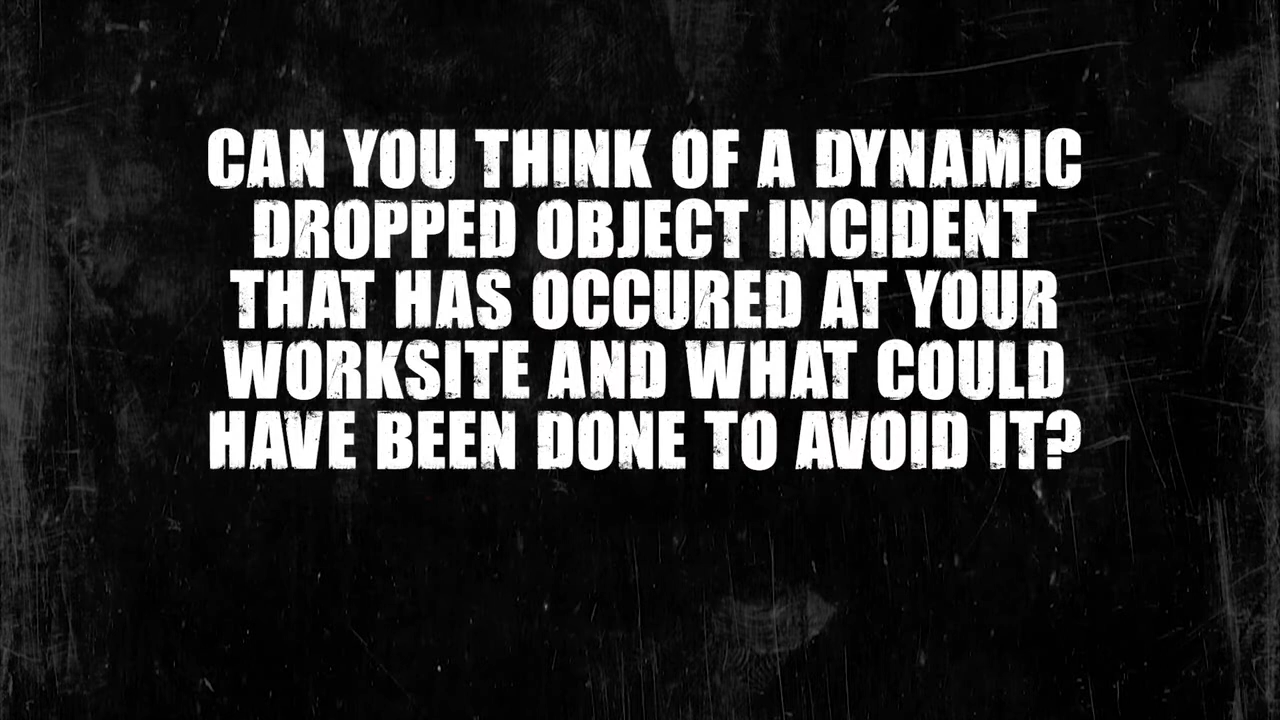 CAN YOU THINK OF A DYNAMIC
DROPPED OBJECT INCIDENT
THAT HAS OCCURED AT YOUR
WORKSITE AND WHAT COULD
HAVE BEEN DONE TO AVOID IT?